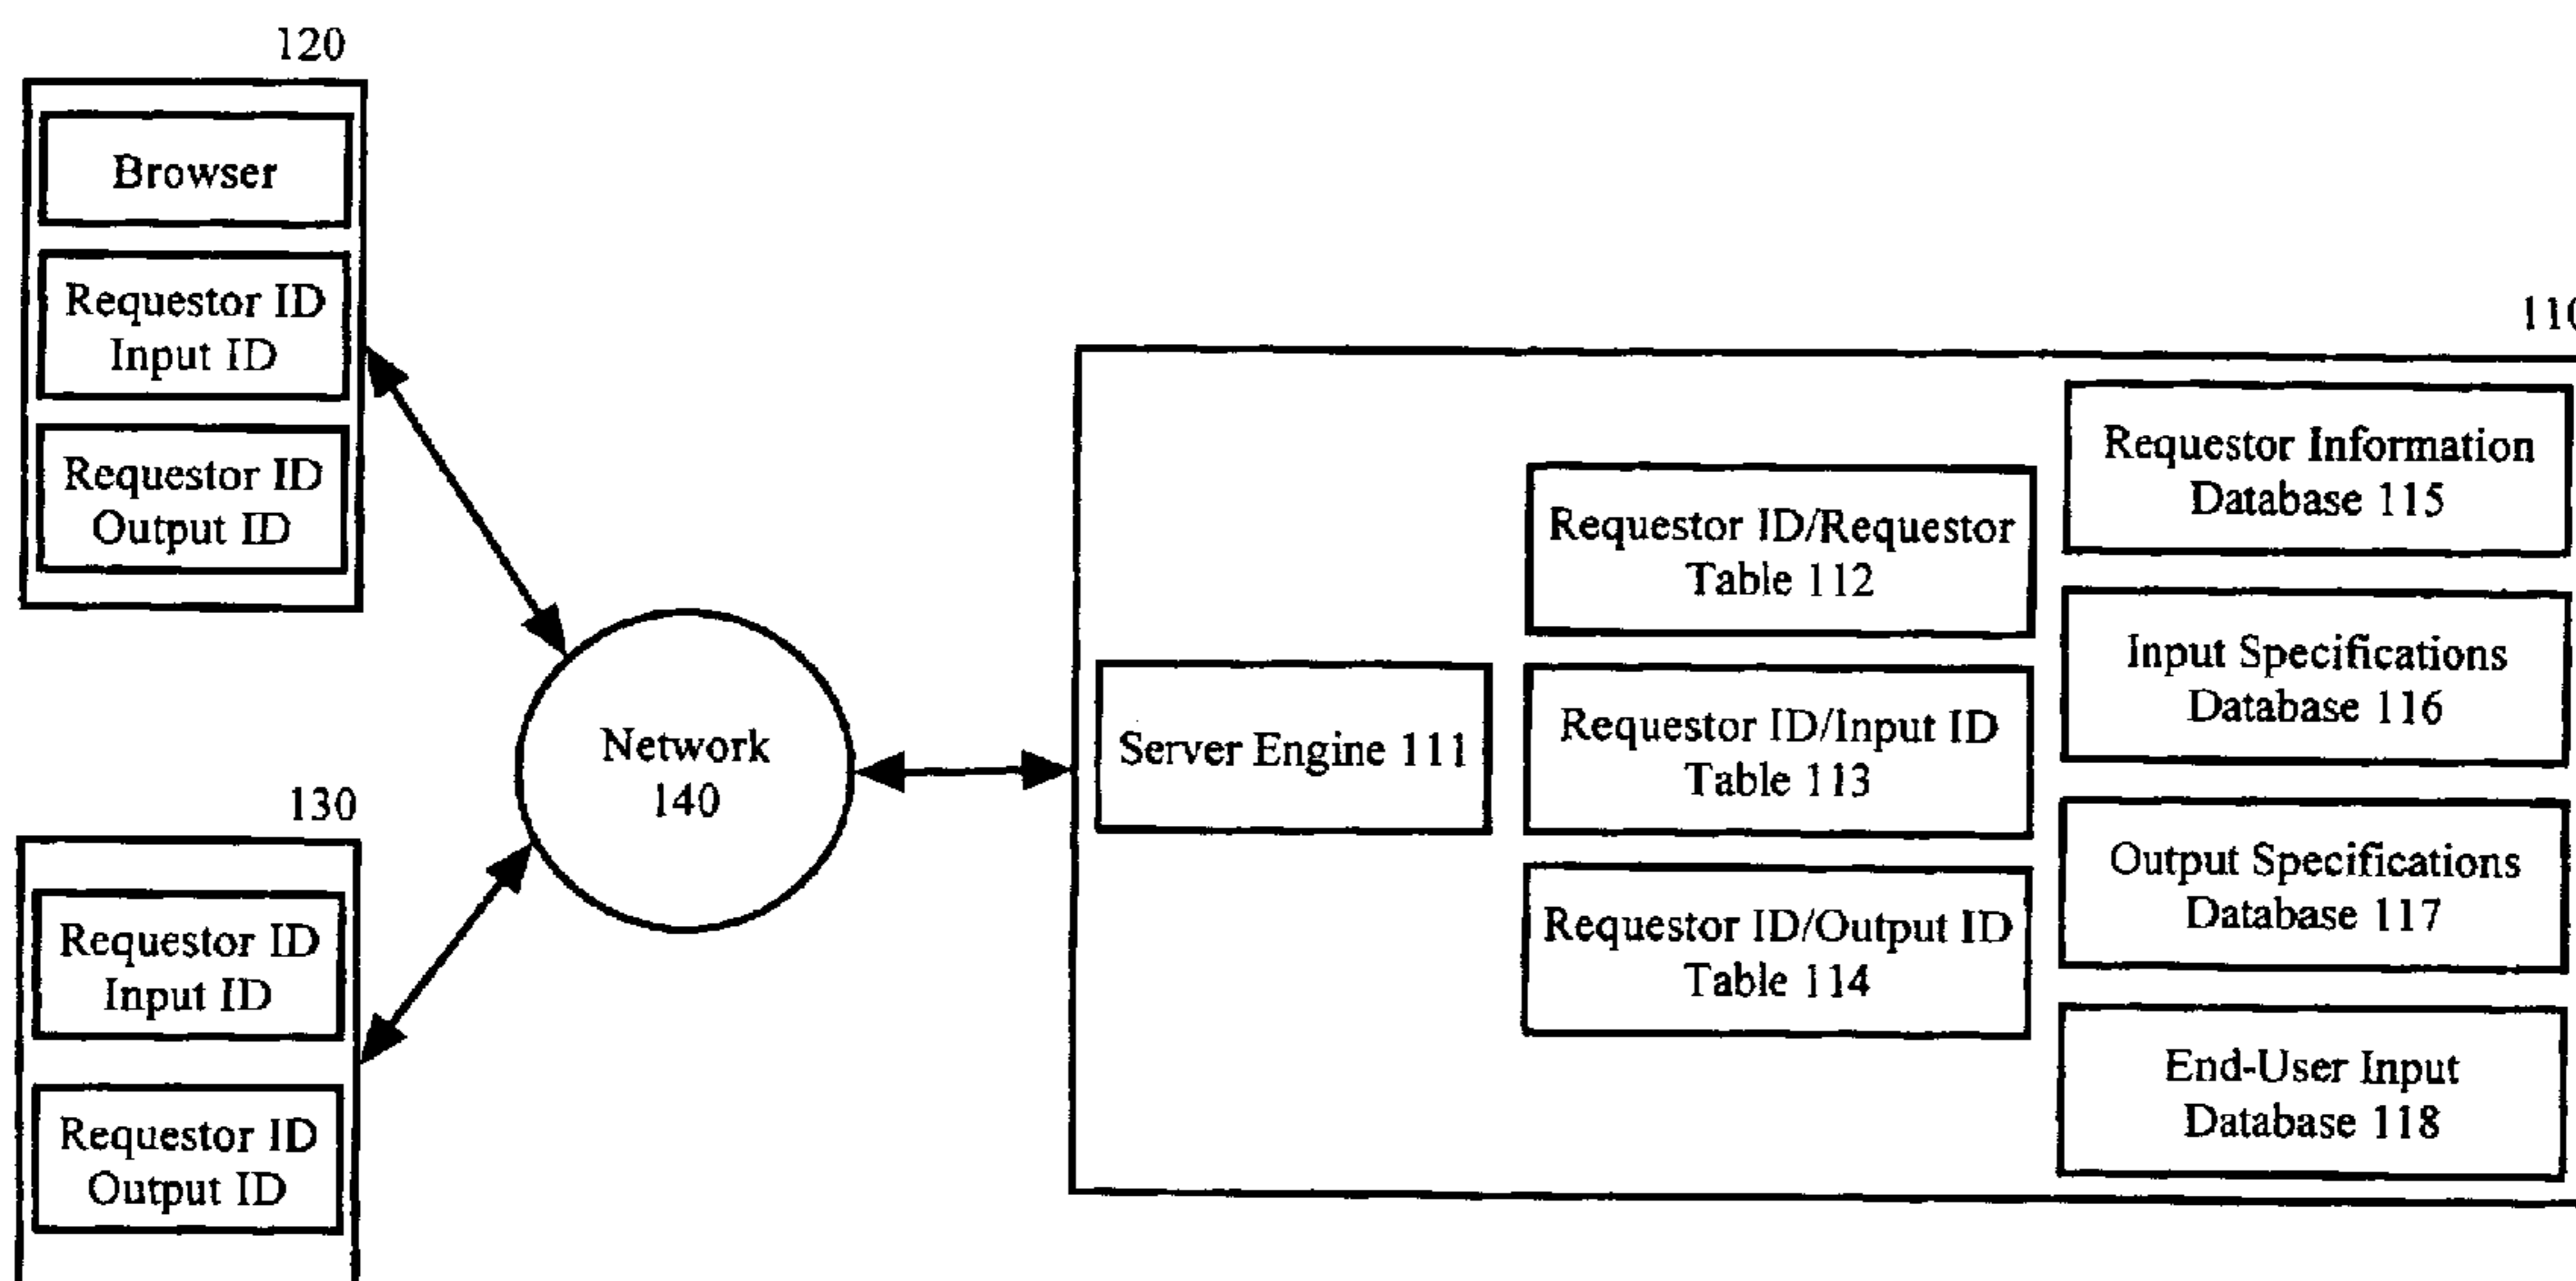 120
Browser
Requestor ID
Input ID
Requestor ID
Output ID
130
Requestor ID
Input ID
Requestor ID
Output ID
Network
140
110
Server Engine 111
Requestor ID/Requestor
Table 112
Requestor ID/Input ID
Table 113
Requestor ID/Output ID
Table 114
Requestor Information
Database 115
Input Specifications
Database 116
Output Specifications
Database 117
End-User Input
Database 118